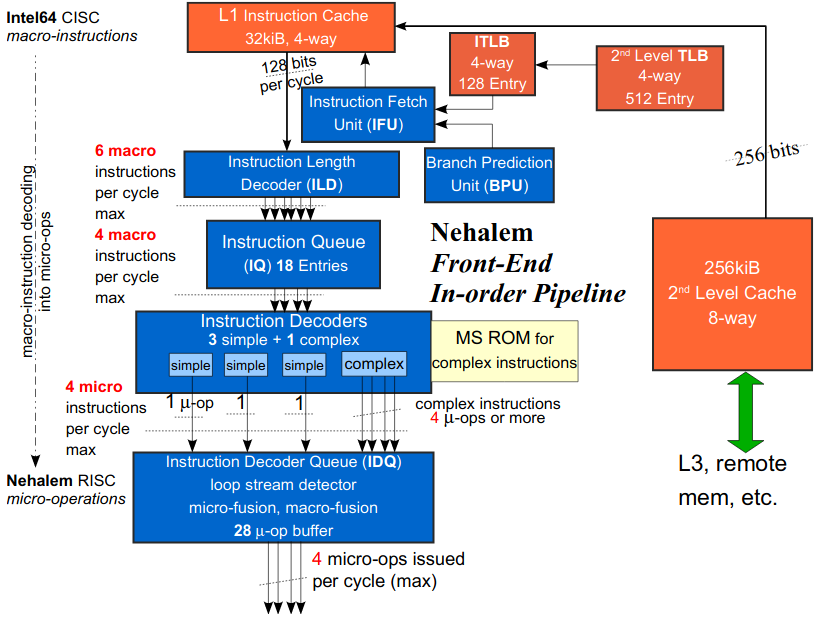 Intel64 CISC
macro-instructions
L1 Instruction Cache
32kiB, 4-way
128 bits
per cycle
ITLB
4-way
128 Entry
2nd Level TLB
4-way
512 Entry
Instruction Fetch
Unit (IFU)
Branch Prediction
Unit (BPU)
256 bits
6 macro
instructions
per cycle
max
Instruction Length
Decoder (ILD)
4 macro
instructions
per cycle
max
Instruction Queue
(IQ) 18 Entries
Nehalem
Front-End
In-order Pipeline
256kiB
2nd Level Cache
8-way
macro-instruction decoding
into micro-ops
Instruction Decoders
3 simple + 1 complex
simple
simple
simple
complex
MS ROM for
complex instructions
4 micro
instructions
per cycle
max
1 μ-op
1
1
complex instructions
4 μ-ops or more
L3, remote
mem, etc.
Nehalem RISC
micro-operations
Instruction Decoder Queue (IDQ)
loop stream detector
micro-fusion, macro-fusion
28 μ-op buffer
4 micro-ops issued
per cycle (max)